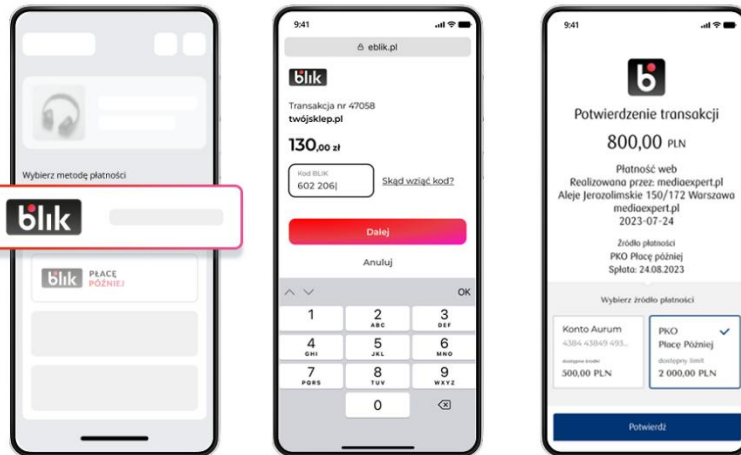 Wybierz metodę płatności
blik
blik PŁACĘ
PÓŹNIEJ
9:41
eblik.pl
blik
Transakcja nr 47058
twójsklep.pl
130,00 zł
Kod BLIK
602 206|
Skąd wziąć kod?
Dalej
Anuluj
OK
1
2 ABC
3 DEF
4 GHI
5 JKL
6 MNO
7 PQRS
8 TUV
9 WXYZ
0
9:41
b
Potwierdzenie transakcji
800,00 PLN
Płatność web
Realizowana przez: mediaexpert.pl
Aleje Jerozolimskie 150/172 Warszawa
mediaexpert.pl
2023-07-24
Źródło płatności
PKO Płacę później
Spłata: 24.08.2023
Wybierz źródło płatności
Konto Aurum
4384 43849 493...
dostępne środki
500,00 PLN
PKO
Płacę Później
dostępny limit
2 000,00 PLN
Potwierdź